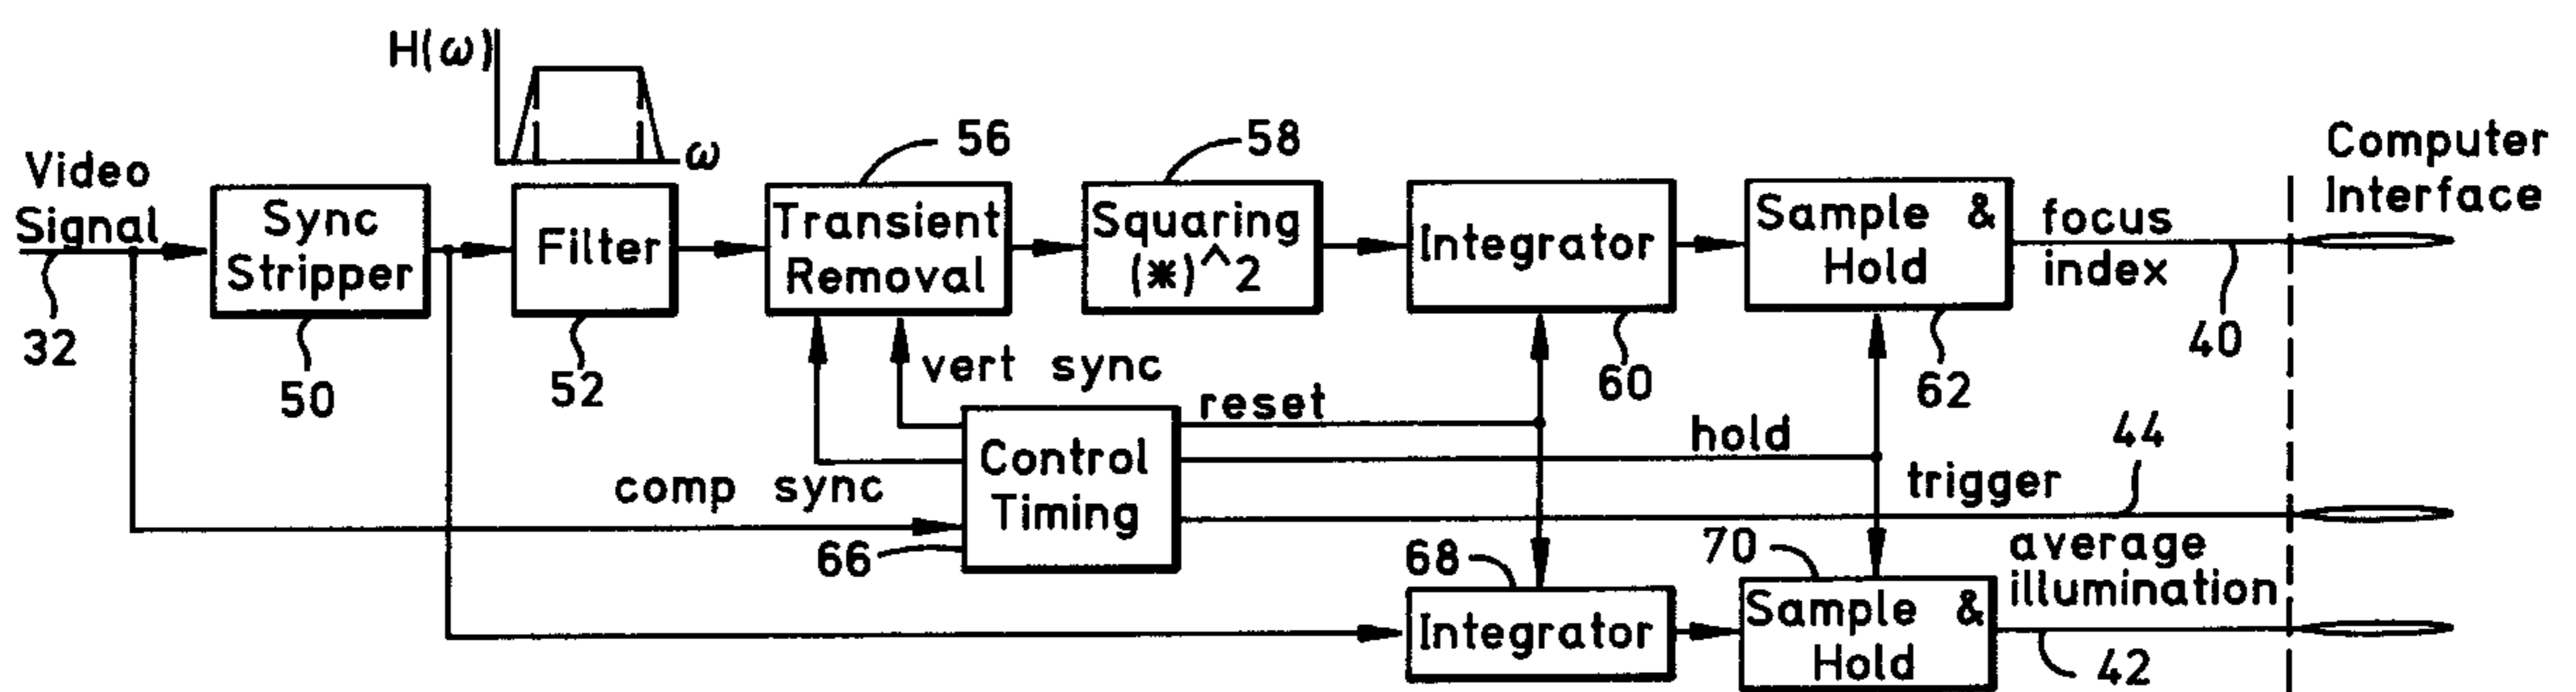 H(ω)
ω
Video
Signal
32
Sync
Stripper
50
Filter
52
Transient
Removal
56
Squaring
(*)^2
58
Integrator
60
Sample &
Hold
62
focus
index
40
Computer
Interface
vert sync
comp sync
Control
Timing
66
reset
hold
trigger
44
Integrator
68
Sample &
Hold
70
average
illumination
42